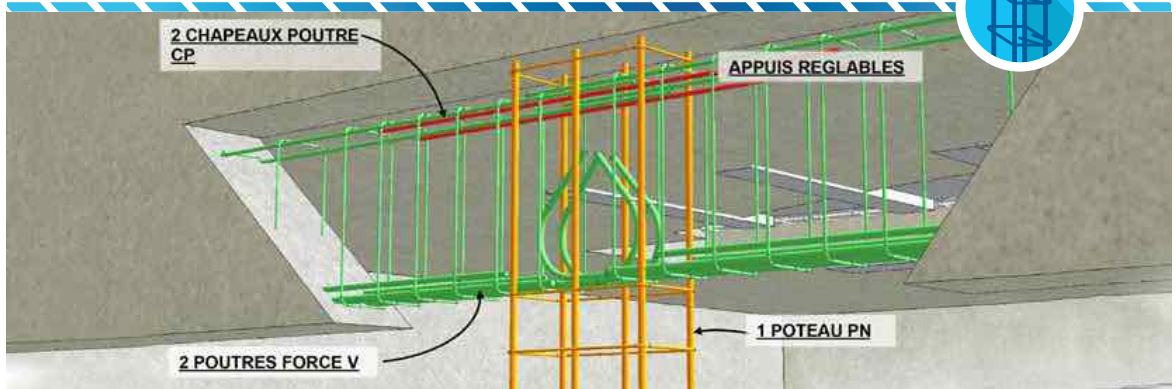 2 CHAPEAUX POUTRE
CP
APPUIS REGLABLES
1 POTEAU PN
2 POUTRES FORCE V